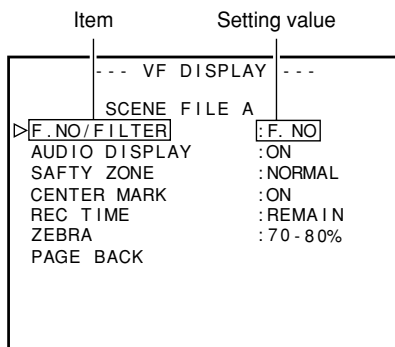 Item Setting value
--- VF DISPLAY ---
SCENE FILE A
F.NO/FILTER :F. NO
AUDIO DISPLAY :ON
SAFTY ZONE :NORMAL
CENTER MARK :ON
REC TIME :REMAIN
ZEBRA :70-80%
PAGE BACK